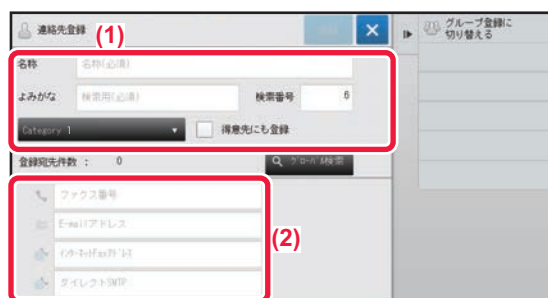 連絡先登録
(1)
グループ登録に
切り替える
名称
名称(必須)
よみがな
検索用(必須)
検索番号
6
Category 1
得意先にも登録
登録宛先件数 : 0
グローバル検索
ファクス番号
E-mailアドレス
(2)
インターネットFaxアドレス
ダイレクトSMTP